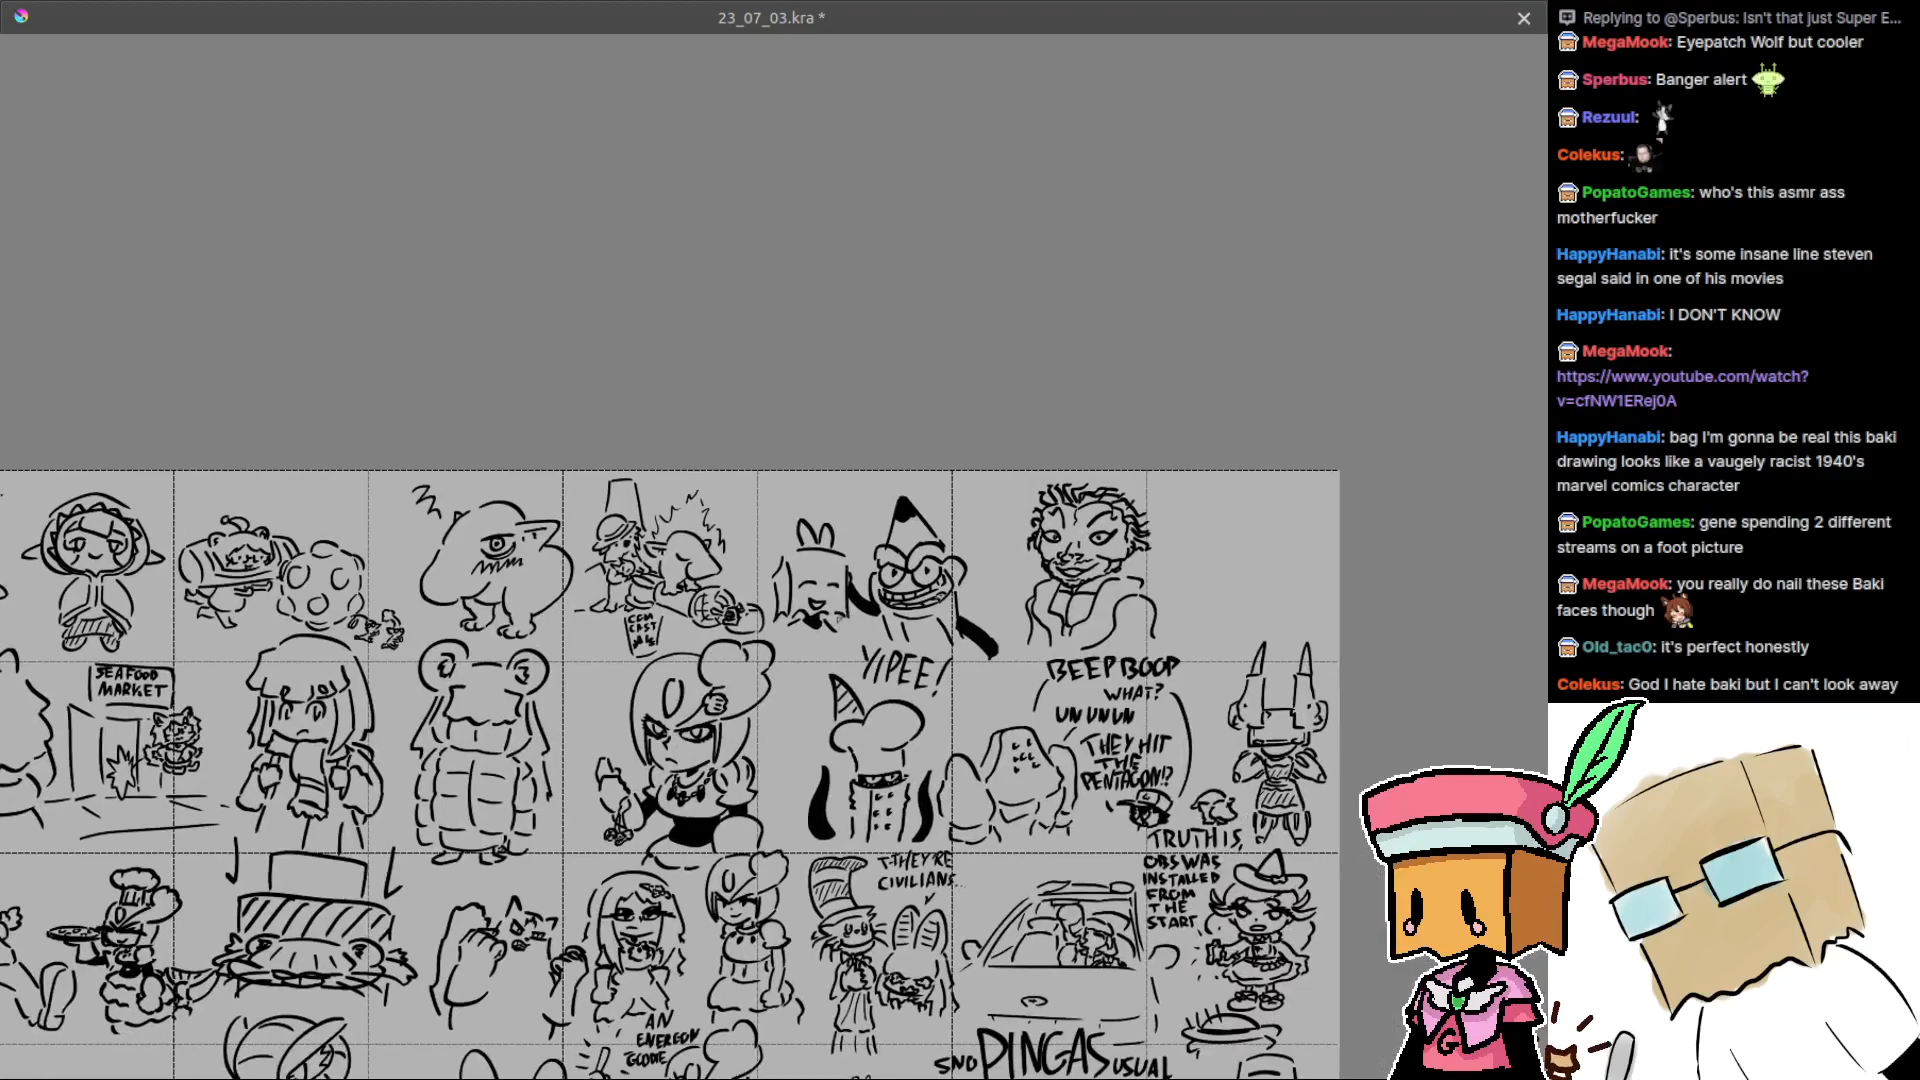 23_07_03.kra *
Replying to @Sperbus: Isn't that just Super E...
MegaMook: Eyepatch Wolf but cooler
Sperbus: Banger alert
Rezuul:
Colekus:
PopatoGames: who's this asmr ass
motherfucker
HappyHanabi: it's some insane line steven
segal said in one of his movies
HappyHanabi: I DON'T KNOW
MegaMook:
https://www.youtube.com/watch?
v=cfNW1ERej0A
HappyHanabi: bag I'm gonna be real this baki
drawing looks like a vaugely racist 1940's
marvel comics character
PopatoGames: gene spending 2 different
streams on a foot picture
MegaMook: you really do nail these Baki
faces though
Old_tac0: it's perfect honestly
Colekus: God I hate baki but I can't look away
COM
CAST
SEAFOOD
MARKET
YIPEE!
BEEPBOOP
WHAT?
UN UN UN
THEY HIT
THE
PENTAGON!?
TRUTH IS,
OBS WAS
INSTALLED
FROM
THE
START
T-THEY'RE
CIVILIANS...
AN
ENERGON
GOODIE
SNO PINGAS USUAL
G